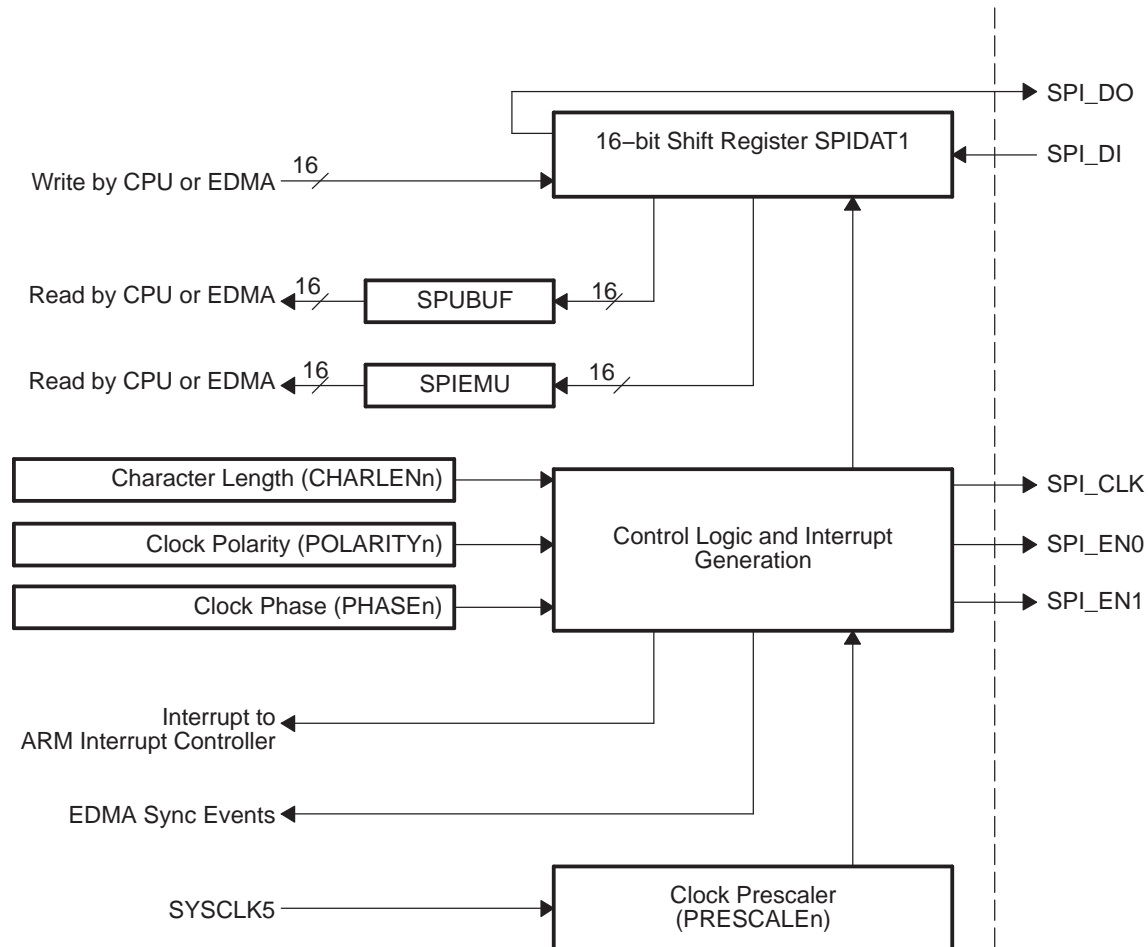 SPI_DO
16−bit Shift Register SPIDAT1
SPI_DI
16
Write by CPU or EDMA
16
16
Read by CPU or EDMA
SPUBUF
16
16
Read by CPU or EDMA
SPIEMU
Character Length (CHARLENn)
SPI_CLK
Clock Polarity (POLARITYn)
Control Logic and Interrupt
Generation
SPI_EN0
Clock Phase (PHASEn)
SPI_EN1
Interrupt to
ARM Interrupt Controller
EDMA Sync Events
SYSCLK5
Clock Prescaler
(PRESCALEn)